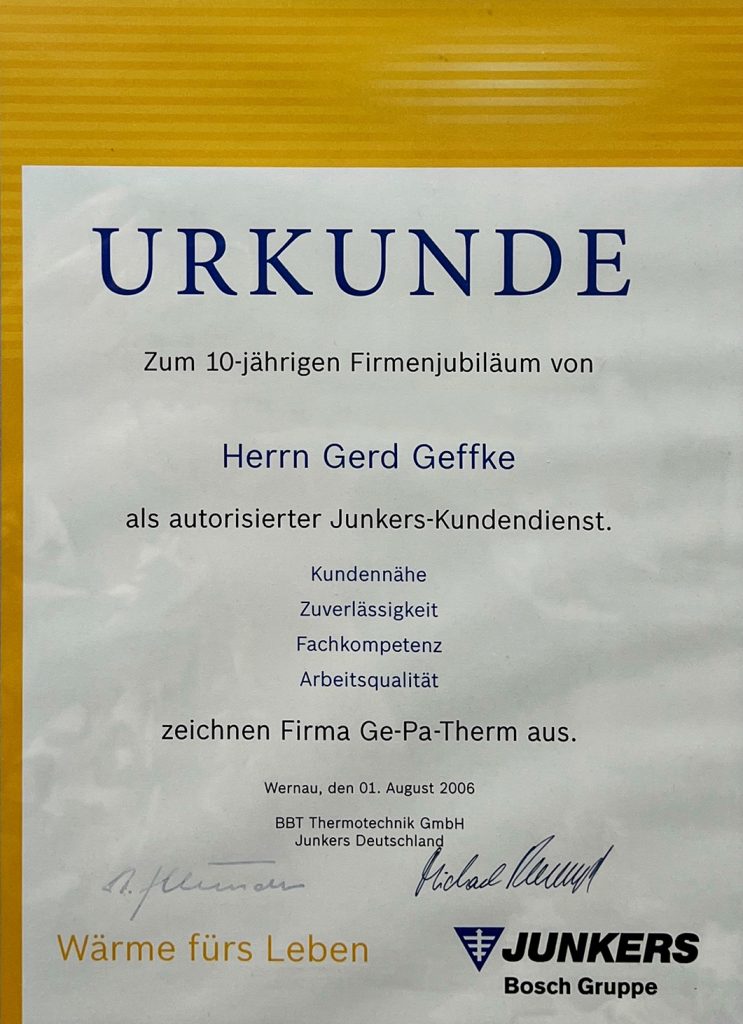 URKUNDE
Zum 10-jährigen Firmenjubiläum von
Herrn Gerd Geffke
als autorisierter Junkers-Kundendienst.
Kundennähe
Zuverlässigkeit
Fachkompetenz
Arbeitsqualität
zeichnen Firma Ge-Pa-Therm aus.
Wernau, den 01. August 2006
BBT Thermotechnik GmbH
Junkers Deutschland
Michael
Wärme fürs Leben
JUNKERS
Bosch Gruppe